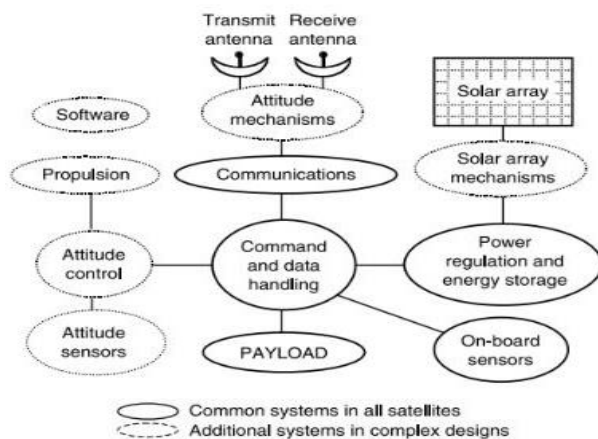 Transmit
antenna
Receive
antenna
Attitude
mechanisms
Solar array
Software
Propulsion
Communications
Solar array
mechanisms
Attitude
control
Command
and data
handling
Power
regulation and
energy storage
Attitude
sensors
PAYLOAD
On-board
sensors
Common systems in all satellites
Additional systems in complex designs